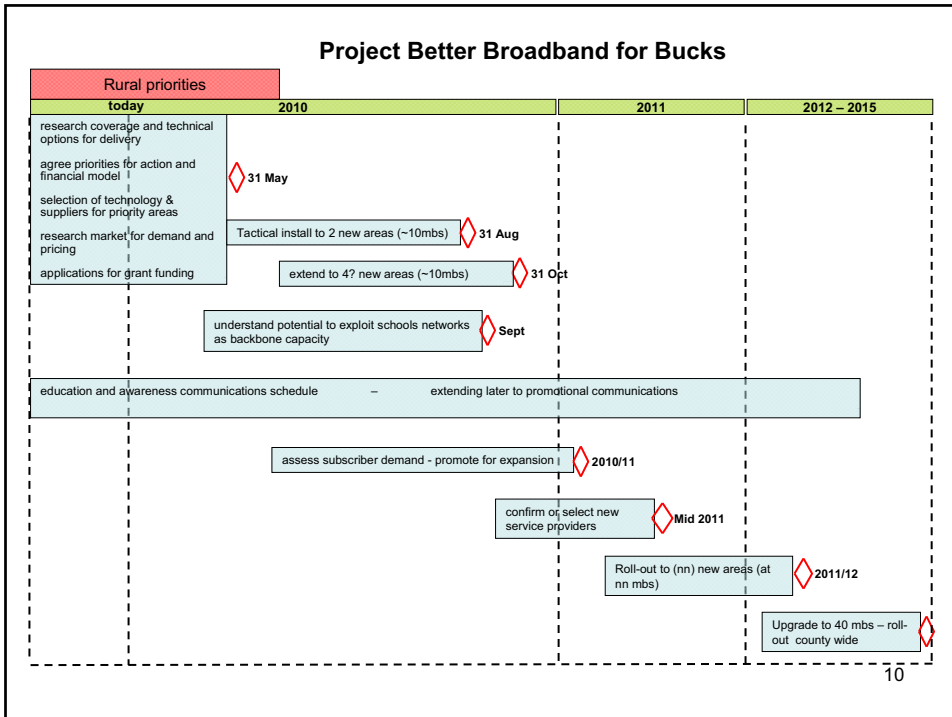 Project Better Broadband for Bucks
Rural priorities
today
2010
2011
2012 – 2015
research coverage and technical
options for delivery
agree priorities for action and
financial model
selection of technology &
suppliers for priority areas
research market for demand and
pricing
applications for grant funding
31 May
Tactical install to 2 new areas (~10mbs)
31 Aug
extend to 4? new areas (~10mbs)
31 Oct
understand potential to exploit schools networks
as backbone capacity
Sept
education and awareness communications schedule – extending later to promotional communications
assess subscriber demand - promote for expansion
2010/11
confirm or select new
service providers
Mid 2011
Roll-out to (nn) new areas (at
nn mbs)
2011/12
Upgrade to 40 mbs – roll-
out county wide
10